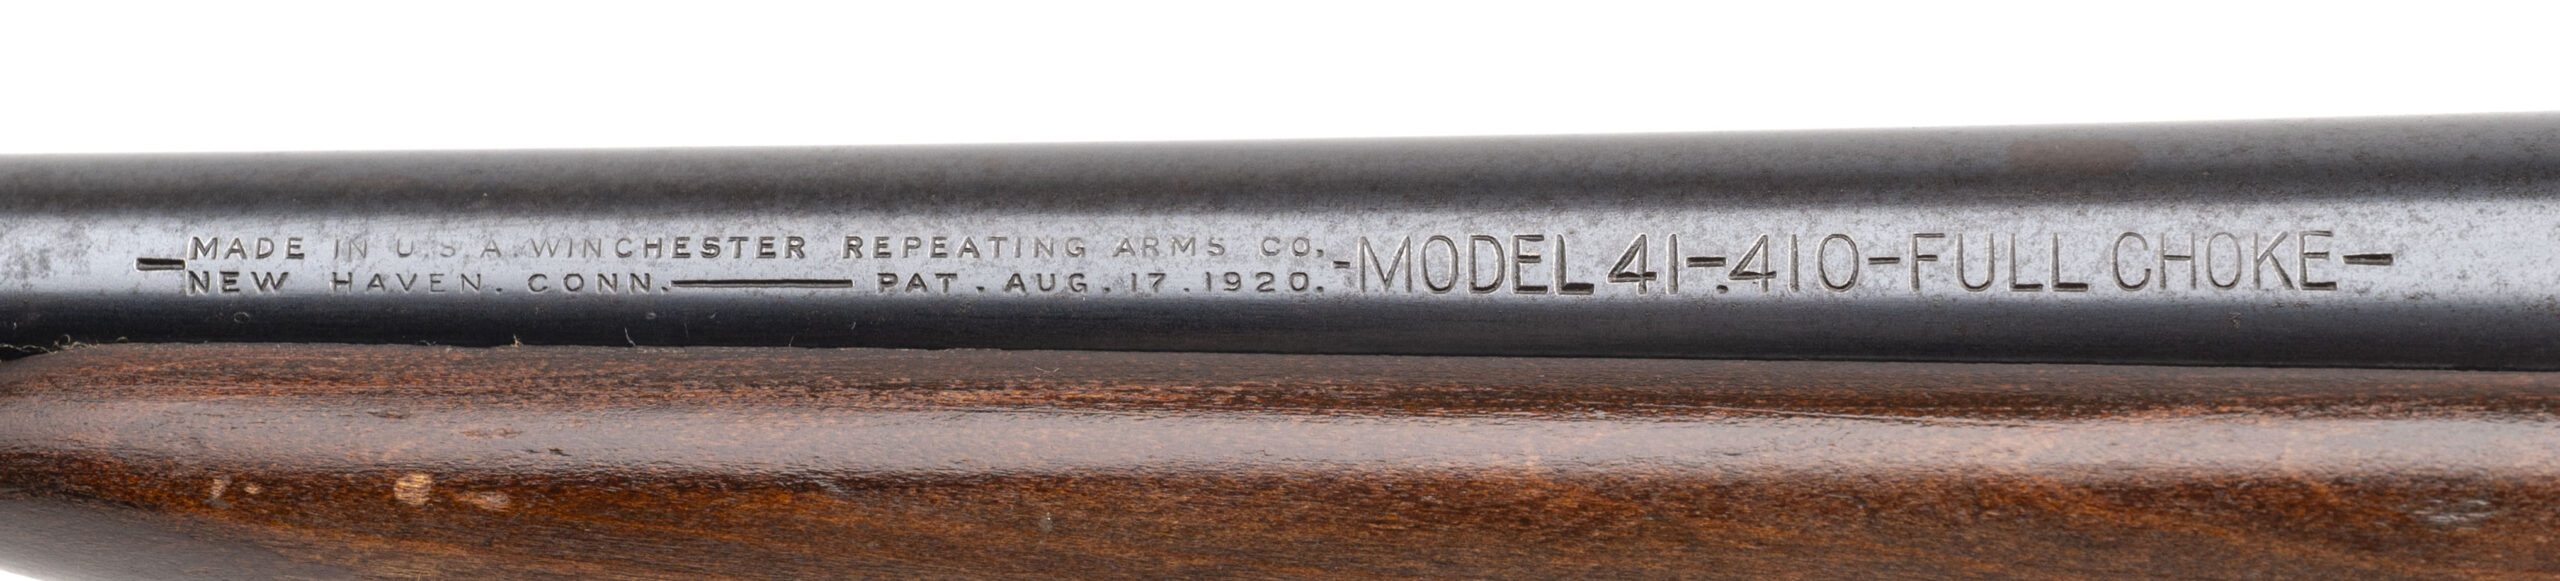 MADE IN U.S.A. WINCHESTER REPEATING ARMS CO.
NEW HAVEN. CONN.——— PAT. AUG. 17. 1920.
-MODEL 41-.410-FULL CHOKE-